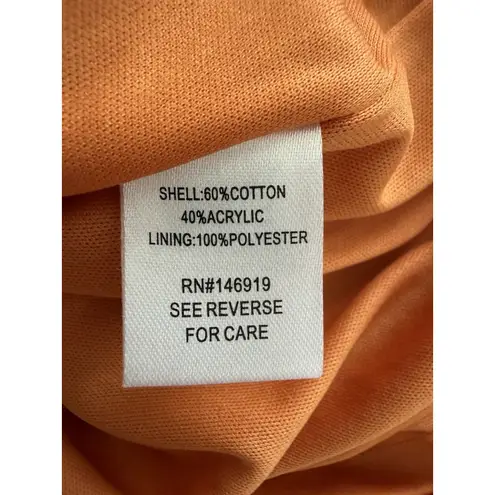 SHELL:60%COTTON
40%ACRYLIC
LINING:100%POLYESTER
RN#146919
SEE REVERSE
FOR CARE